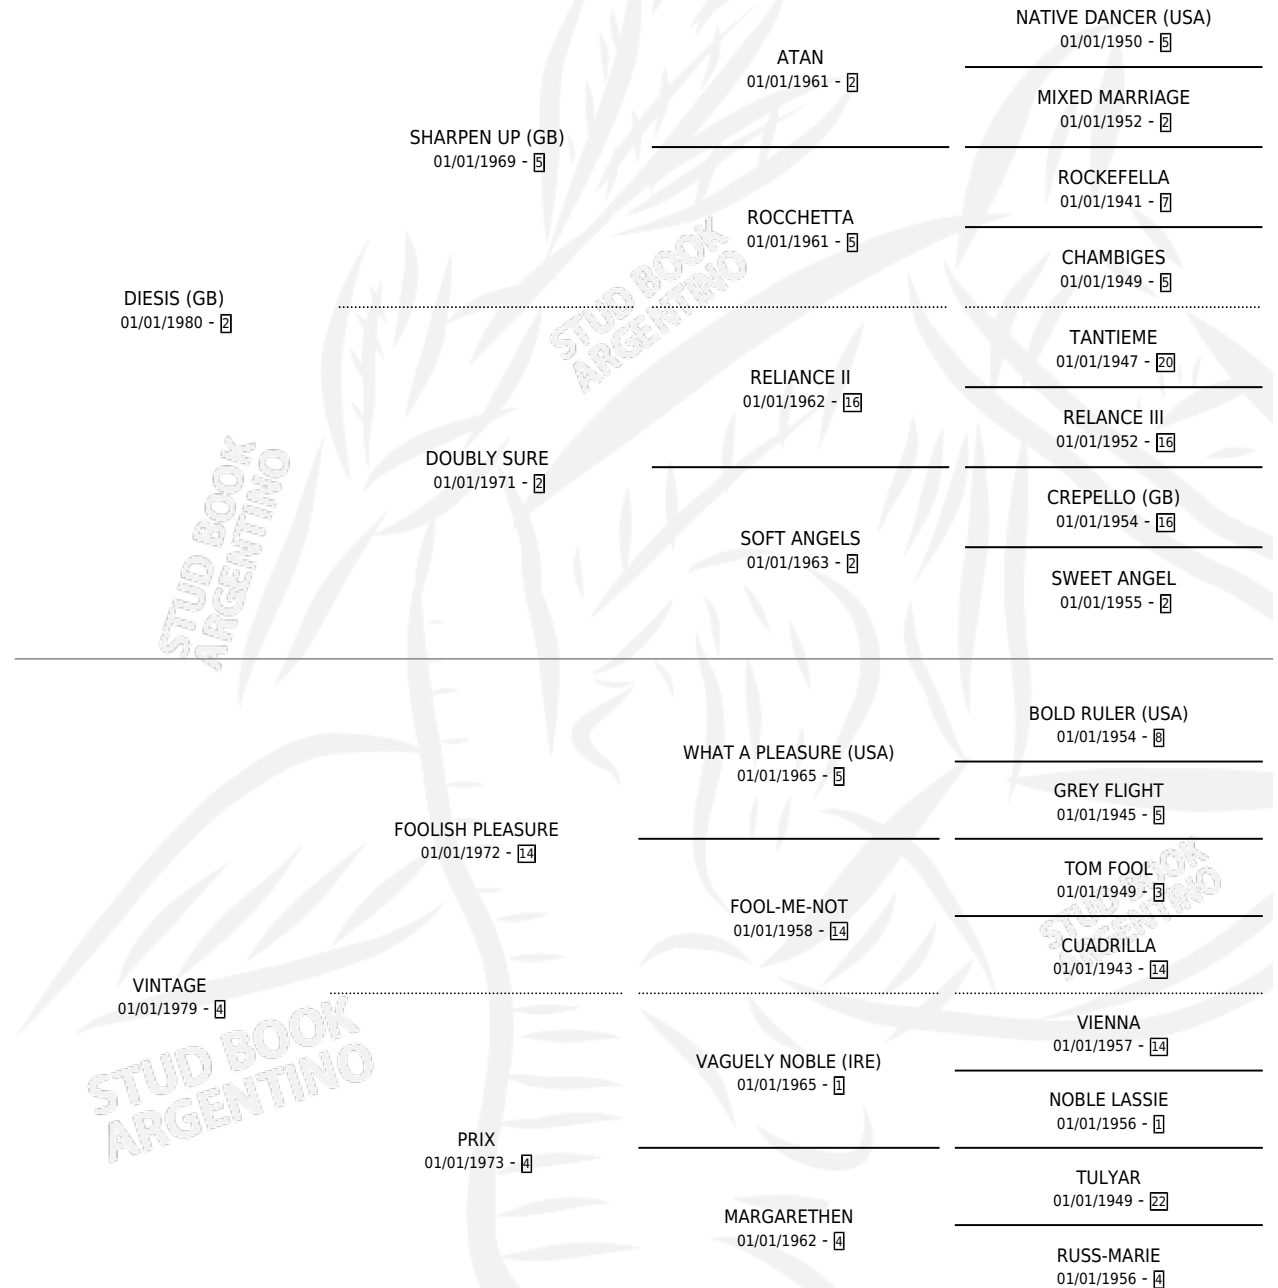 DIESIS (GB)
01/01/1980 - 2
SHARPEN UP (GB)
01/01/1969 - 5
DOUBLY SURE
01/01/1971 - 2
ATAN
01/01/1961 - 2
ROCCHETTA
01/01/1961 - 5
RELIANCE II
01/01/1962 - 16
SOFT ANGELS
01/01/1963 - 2
NATIVE DANCER (USA)
01/01/1950 - 5
MIXED MARRIAGE
01/01/1952 - 2
ROCKEFELLA
01/01/1941 - 7
CHAMBIGES
01/01/1949 - 5
TANTIEME
01/01/1947 - 20
RELANCE III
01/01/1952 - 16
CREPELLO (GB)
01/01/1954 - 16
SWEET ANGEL
01/01/1955 - 2
VINTAGE
01/01/1979 - 4
FOOLISH PLEASURE
01/01/1972 - 14
PRIX
01/01/1973 - 4
WHAT A PLEASURE (USA)
01/01/1965 - 5
FOOL-ME-NOT
01/01/1958 - 14
VAGUELY NOBLE (IRE)
01/01/1965 - 1
MARGARETHEN
01/01/1962 - 4
BOLD RULER (USA)
01/01/1954 - 8
GREY FLIGHT
01/01/1945 - 5
TOM FOOL
01/01/1949 - 3
CUADRILLA
01/01/1943 - 14
VIENNA
01/01/1957 - 14
NOBLE LASSIE
01/01/1956 - 1
TULYAR
01/01/1949 - 22
RUSS-MARIE
01/01/1956 - 4
STUD BOOK
ARGENTINO
STUD BOOK
ARGENTINO
STUD BOOK
ARGENTINO
STUD BOOK
ARGENTINO